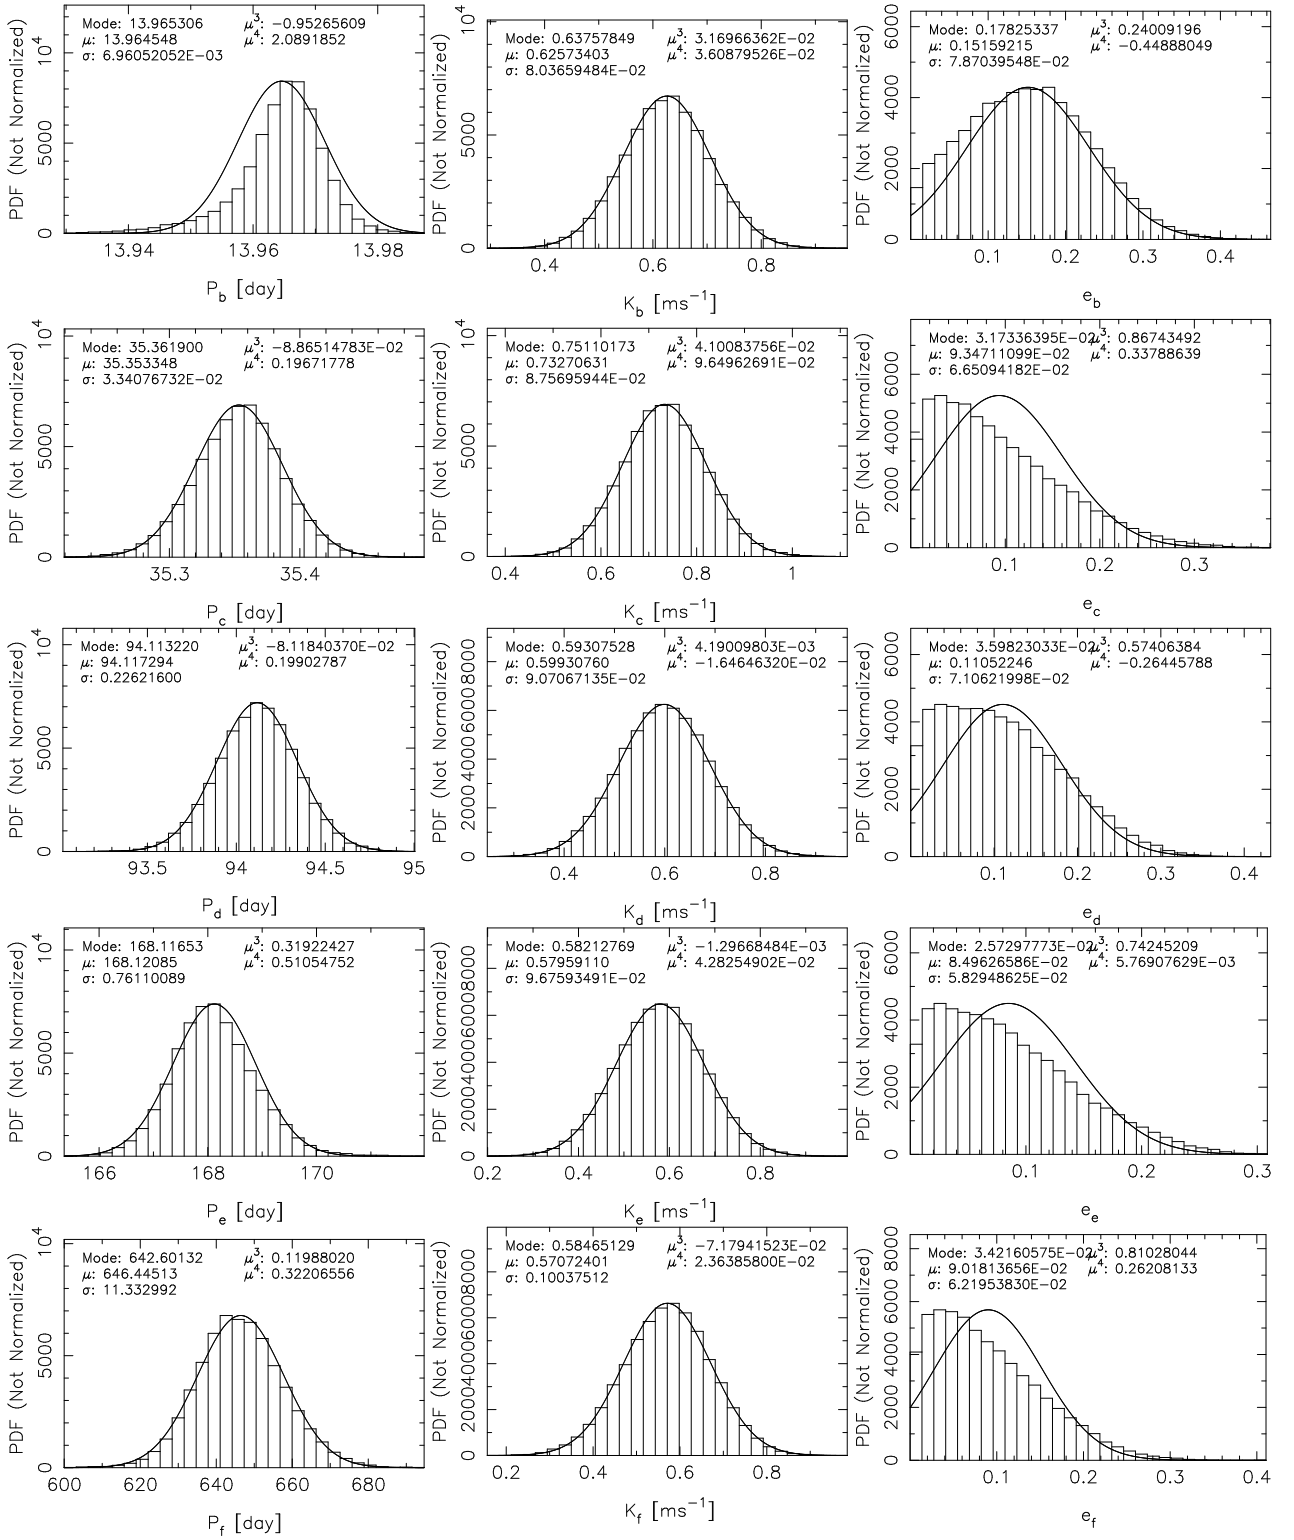 Mode: 13.965306 μ³: −0.95265609
μ: 13.964548 μ⁴: 2.0891852
σ: 6.96052052E−03
PDF (Not Normalized)
0 5000 10⁴
13.94 13.96 13.98
P_b [day]
Mode: 0.63757849 μ³: 3.16966362E−02
μ: 0.62573403 μ⁴: 3.60879526E−02
σ: 8.03659484E−02
PDF (Not Normalized)
0 5000 10⁴
0.4 0.6 0.8
K_b [ms⁻¹]
Mode: 0.17825337 μ³: 0.24009196
μ: 0.15159215 μ⁴: −0.44888049
σ: 7.87039548E−02
PDF (Not Normalized)
0 2000 4000 6000
0.1 0.2 0.3 0.4
e_b
Mode: 35.361900 μ³: −8.86514783E−02
μ: 35.353348 μ⁴: 0.19671778
σ: 3.34076732E−02
PDF (Not Normalized)
0 5000 10⁴
35.3 35.4
P_c [day]
Mode: 0.75110173 μ³: 4.10083756E−02
μ: 0.73270631 μ⁴: 9.64962691E−02
σ: 8.75695944E−02
PDF (Not Normalized)
0 5000 10⁴
0.4 0.6 0.8 1
K_c [ms⁻¹]
Mode: 3.17336395E−02 μ³: 0.86743492
μ: 9.34711099E−02 μ⁴: 0.33788639
σ: 6.65094182E−02
PDF (Not Normalized)
0 2000 4000 6000
0.1 0.2 0.3
e_c
Mode: 94.113220 μ³: −8.11840370E−02
μ: 94.117294 μ⁴: 0.19902787
σ: 0.22621600
PDF (Not Normalized)
0 5000 10⁴
93.5 94 94.5 95
P_d [day]
Mode: 0.59307528 μ³: 4.19009803E−03
μ: 0.59930760 μ⁴: −1.64646320E−02
σ: 9.07067135E−02
PDF (Not Normalized)
0 2000 4000 6000 8000
0.4 0.6 0.8
K_d [ms⁻¹]
Mode: 3.59823033E−02 μ³: 0.57406384
μ: 0.11052246 μ⁴: −0.26445788
σ: 7.10621998E−02
PDF (Not Normalized)
0 2000 4000 6000
0.1 0.2 0.3 0.4
e_d
Mode: 168.11653 μ³: 0.31922427
μ: 168.12085 μ⁴: 0.51054752
σ: 0.76110089
PDF (Not Normalized)
0 5000 10⁴
166 168 170
P_e [day]
Mode: 0.58212769 μ³: −1.29668484E−03
μ: 0.57959110 μ⁴: 4.28254902E−02
σ: 9.67593491E−02
PDF (Not Normalized)
0 2000 4000 6000 8000
0.2 0.4 0.6 0.8
K_e [ms⁻¹]
Mode: 2.57297773E−02 μ³: 0.74245209
μ: 8.49626586E−02 μ⁴: 5.76907629E−03
σ: 5.82948625E−02
PDF (Not Normalized)
0 2000 4000 6000
0.1 0.2 0.3
e_e
Mode: 642.60132 μ³: 0.11988020
μ: 646.44513 μ⁴: 0.32206556
σ: 11.332992
PDF (Not Normalized)
0 5000 10⁴
600 620 640 660 680
P_f [day]
Mode: 0.58465129 μ³: −7.17941523E−02
μ: 0.57072401 μ⁴: 2.36385800E−02
σ: 0.10037512
PDF (Not Normalized)
0 2000 4000 6000 8000
0.2 0.4 0.6 0.8
K_f [ms⁻¹]
Mode: 3.42160575E−02 μ³: 0.81028044
μ: 9.01813656E−02 μ⁴: 0.26208133
σ: 6.21953830E−02
PDF (Not Normalized)
0 2000 4000 6000 8000
0.1 0.2 0.3 0.4
e_f